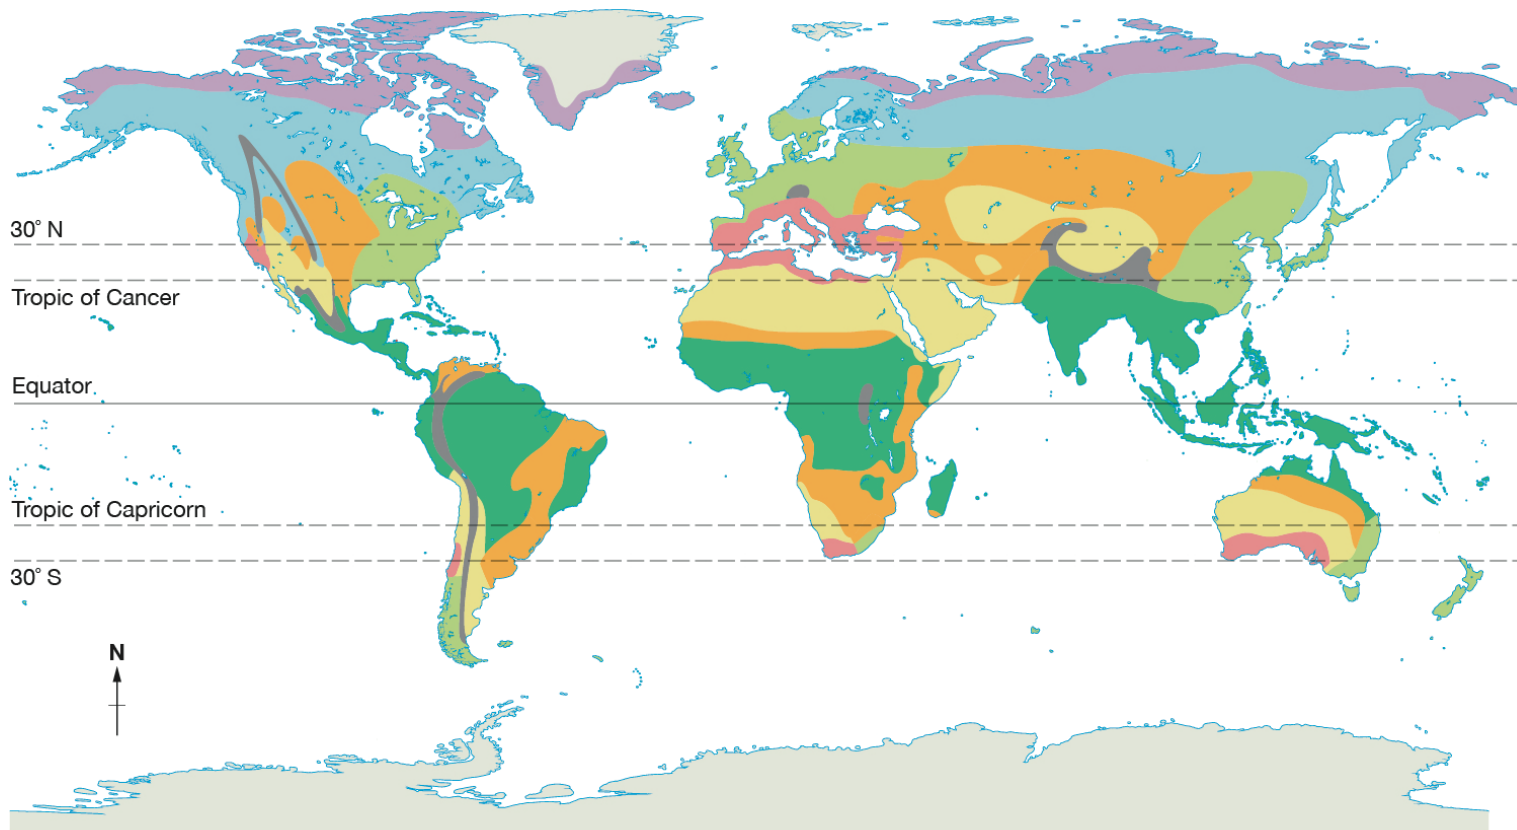 30° N
Tropic of Cancer
Equator
Tropic of Capricorn
30° S
N